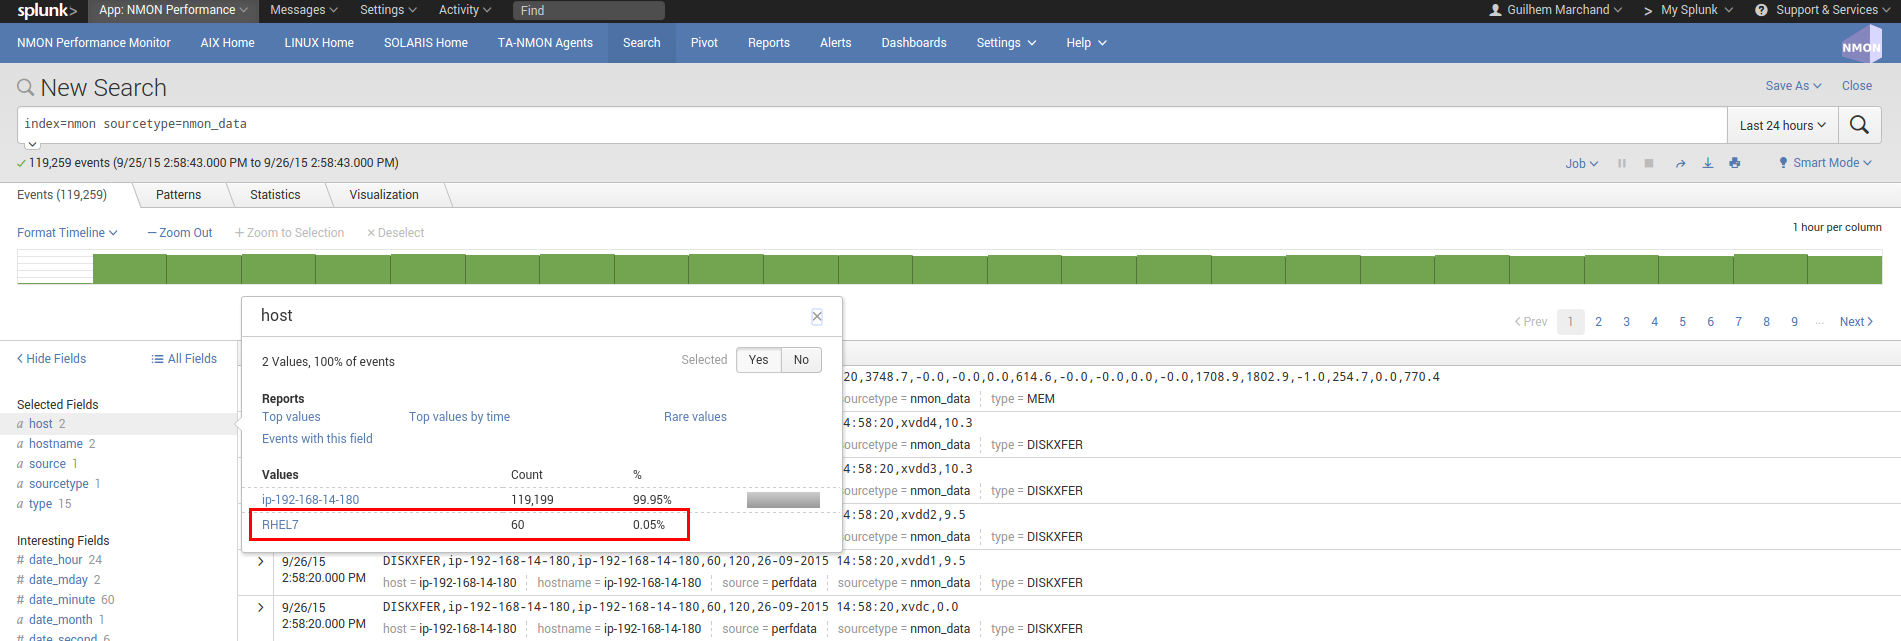 splunk> App: NMON Performance Messages Settings Activity Find Guilhem Marchand > My Splunk ? Support & Services
NMON Performance Monitor AIX Home LINUX Home SOLARIS Home TA-NMON Agents Search Pivot Reports Alerts Dashboards Settings Help NMON
New Search Save As Close
index=nmon sourcetype=nmon_data Last 24 hours
119,259 events (9/25/15 2:58:43.000 PM to 9/26/15 2:58:43.000 PM) Job Smart Mode
Events (119,259) Patterns Statistics Visualization
Format Timeline — Zoom Out + Zoom to Selection × Deselect 1 hour per column
host
< Prev 1 2 3 4 5 6 7 8 9 ... Next >
< Hide Fields All Fields
2 Values, 100% of events Selected Yes No
20,3748.7,-0.0,-0.0,0.0,614.6,-0.0,-0.0,0.0,-0.0,1708.9,1802.9,-1.0,254.7,0.0,770.4
Selected Fields Reports ourcetype = nmon_data type = MEM
a host 2 Top values Top values by time Rare values 4:58:20,xvdd4,10.3
a hostname 2 Events with this field ourcetype = nmon_data type = DISKXFER
a source 1 Values Count % 4:58:20,xvdd3,10.3
a sourcetype 1 ip-192-168-14-180 119,199 99.95% ourcetype = nmon_data type = DISKXFER
a type 15 4:58:20,xvdd2,9.5
RHEL7 60 0.05%
Interesting Fields ourcetype = nmon_data type = DISKXFER
# date_hour 24 > 9/26/15 DISKXFER,ip-192-168-14-180,ip-192-168-14-180,60,120,26-09-2015 14:58:20,xvdd1,9.5
# date_mday 2 2:58:20.000 PM host = ip-192-168-14-180 hostname = ip-192-168-14-180 source = perfdata sourcetype = nmon_data type = DISKXFER
# date_minute 60 > 9/26/15 DISKXFER,ip-192-168-14-180,ip-192-168-14-180,60,120,26-09-2015 14:58:20,xvdc,0.0
a date_month 1 2:58:20.000 PM host = ip-192-168-14-180 hostname = ip-192-168-14-180 source = perfdata sourcetype = nmon_data type = DISKXFER
# date_second 6